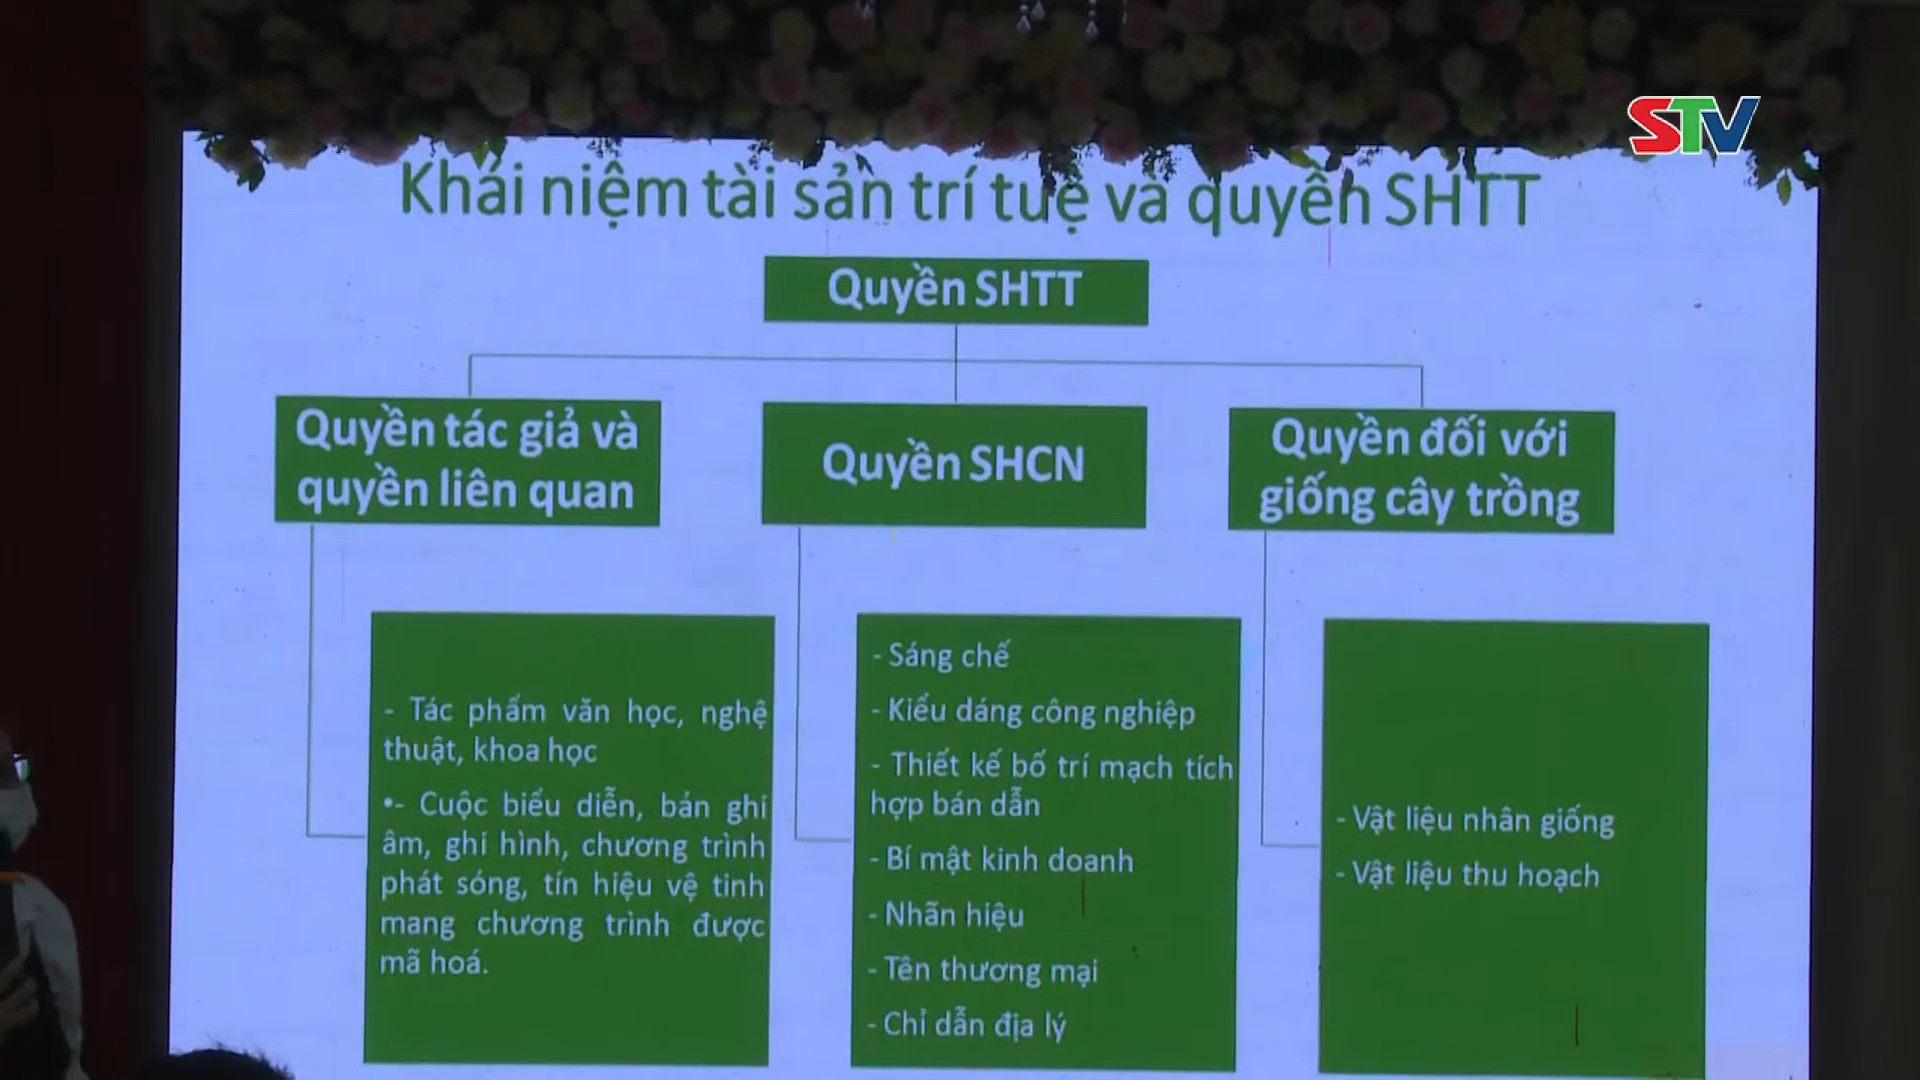 STV
Khái niệm tài sản trí tuệ và quyền SHTT
Quyền SHTT
Quyền tác giả và
quyền liên quan
Quyền SHCN
Quyền đối với
giống cây trồng
- Tác phẩm văn học, nghệ
thuật, khoa học
•- Cuộc biểu diễn, bản ghi
âm, ghi hình, chương trình
phát sóng, tín hiệu vệ tinh
mang chương trình được
mã hoá.
- Sáng chế
- Kiểu dáng công nghiệp
- Thiết kế bố trí mạch tích
hợp bán dẫn
- Bí mật kinh doanh
- Nhãn hiệu
- Tên thương mại
- Chỉ dẫn địa lý
- Vật liệu nhân giống
- Vật liệu thu hoạch